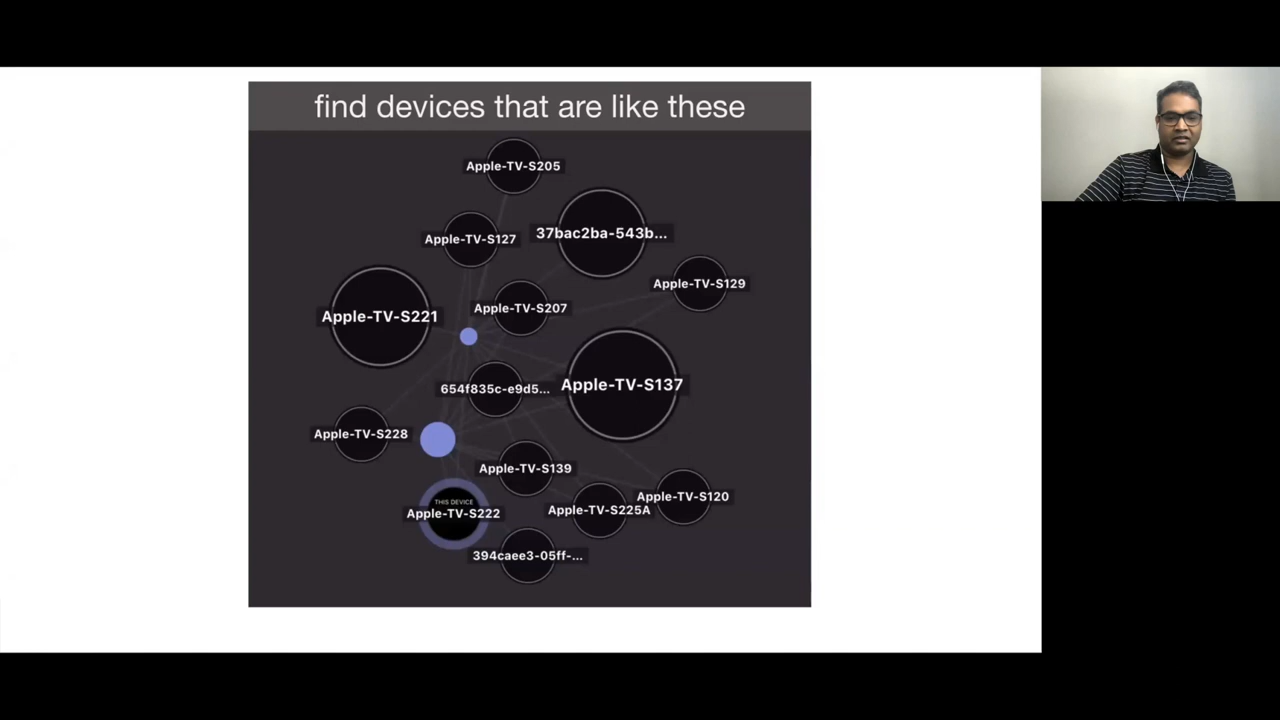 find devices that are like these
Apple-TV-S205
Apple-TV-S127
37bac2ba-543b...
Apple-TV-S129
Apple-TV-S221
Apple-TV-S207
654f835c-e9d5...
Apple-TV-S137
Apple-TV-S228
Apple-TV-S139
THIS DEVICE
Apple-TV-S222
Apple-TV-S225A
Apple-TV-S120
394caee3-05ff-...